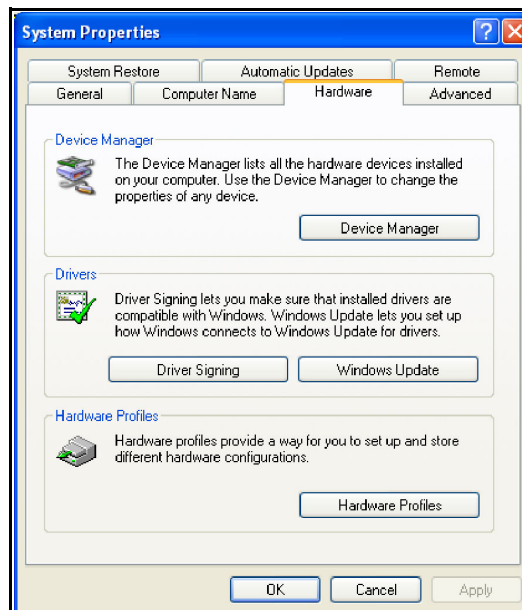 System Properties
System Restore
Automatic Updates
Remote
General
Computer Name
Hardware
Advanced
Device Manager
The Device Manager lists all the hardware devices installed
on your computer. Use the Device Manager to change the
properties of any device.
Device Manager
Drivers
Driver Signing lets you make sure that installed drivers are
compatible with Windows. Windows Update lets you set up
how Windows connects to Windows Update for drivers.
Driver Signing
Windows Update
Hardware Profiles
Hardware profiles provide a way for you to set up and store
different hardware configurations.
Hardware Profiles
OK
Cancel
Apply